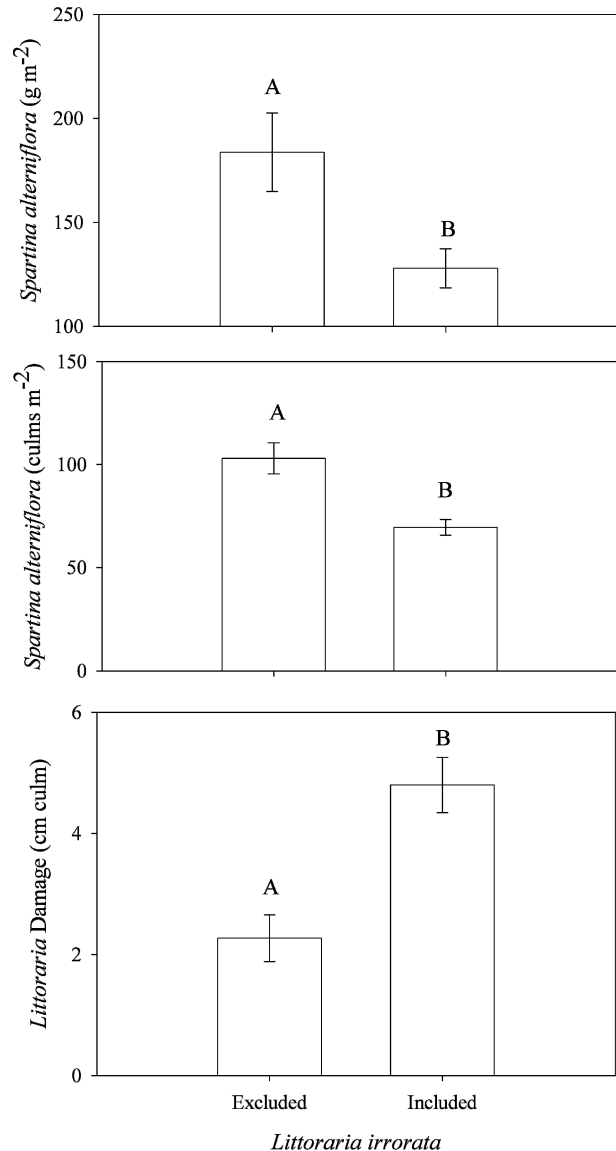 250
200
150
100
Spartina alterniflora (g m-2)
A
B
150
100
50
0
Spartina alterniflora (culms m-2)
A
B
6
4
2
0
Littoraria Damage (cm culm)
A
B
Excluded Included
Littoraria irrorata